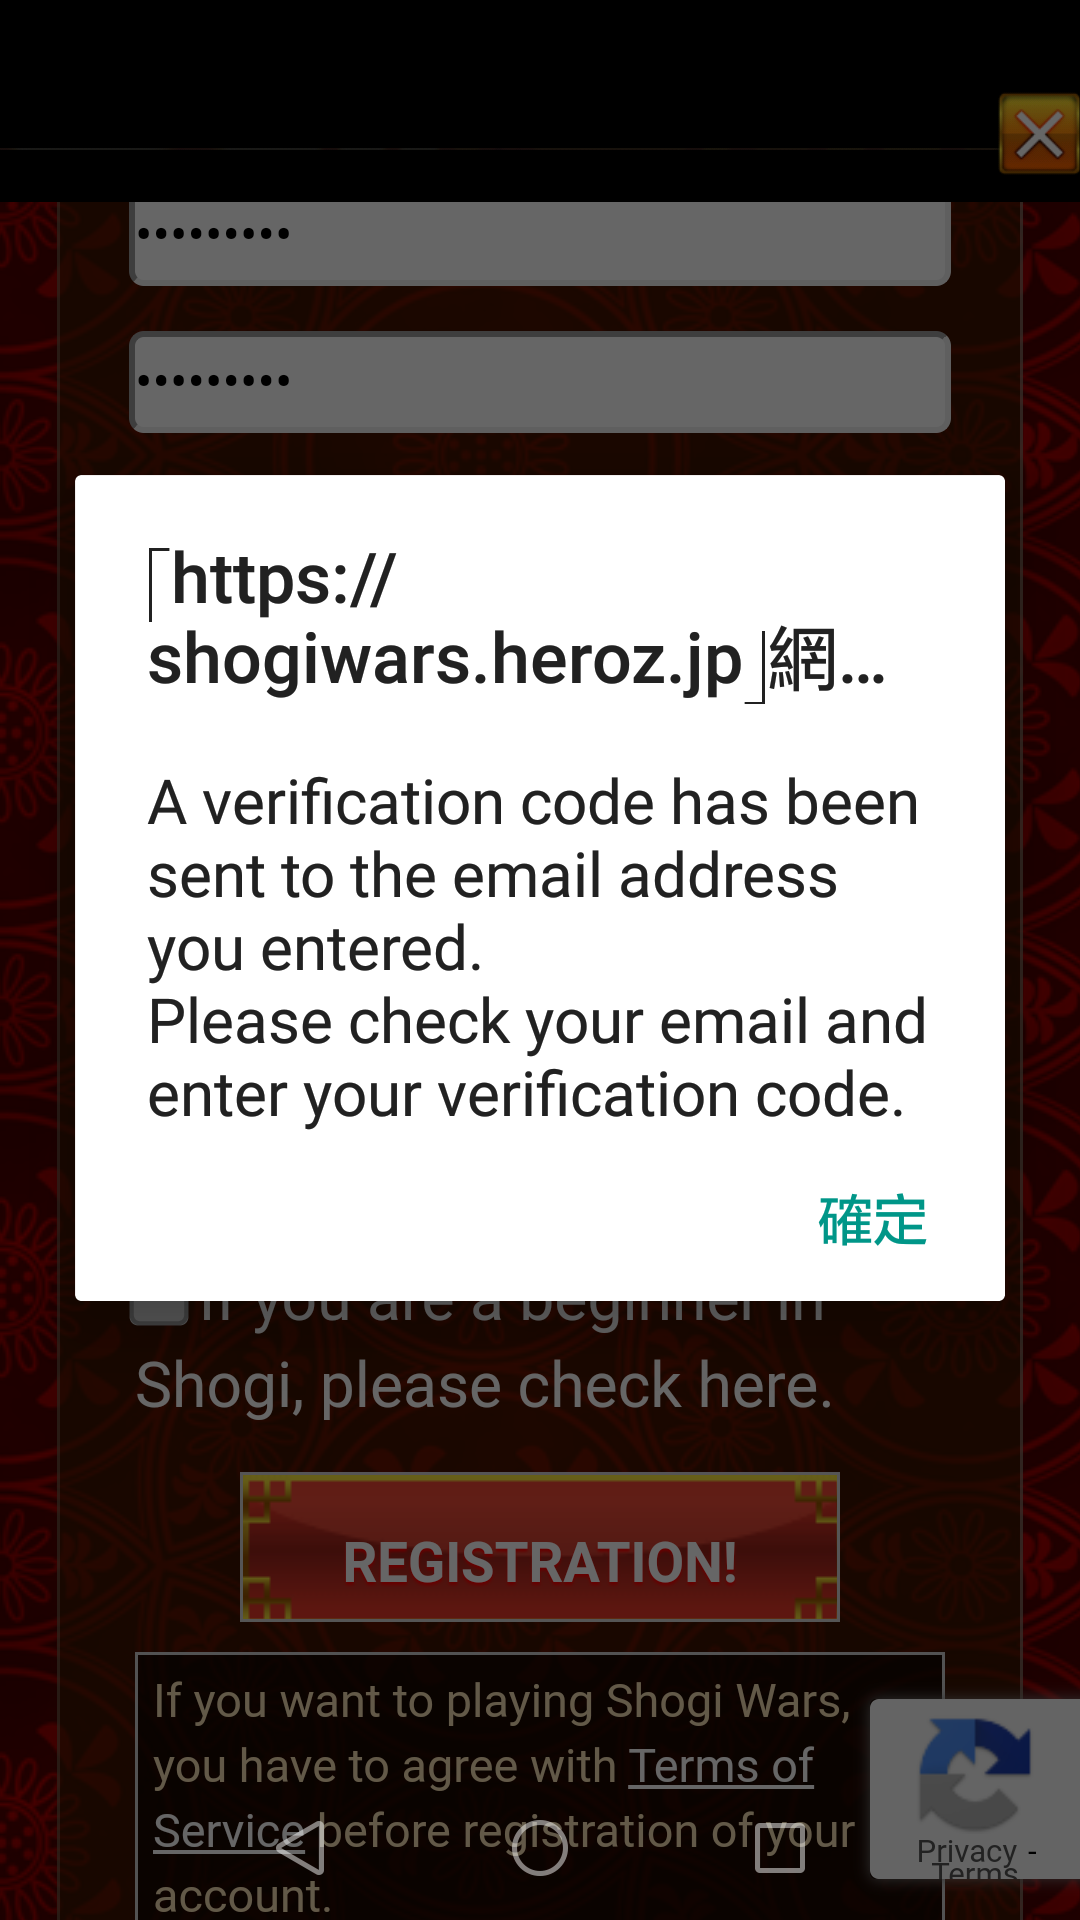 •••••••••
•••••••••
「https://
shogiwars.heroz.jp」網…
A verification code has been
sent to the email address
you entered.
Please check your email and
enter your verification code.
確定
If you are a beginner in
Shogi, please check here.
REGISTRATION!
If you want to playing Shogi Wars,
you have to agree with Terms of
Service before registration of your
account.
Privacy -
Terms